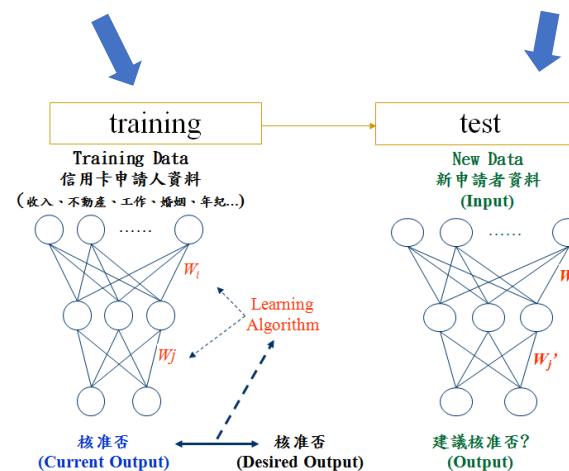 training
test
Training Data
信用卡申請人資料
(收入、不動產、工作、婚姻、年紀...)
New Data
新申請者資料
(Input)
......
......
Wi
W
Learning
Algorithm
Wj
Wj'
核准否
(Current Output)
核准否
(Desired Output)
建議核准否?
(Output)